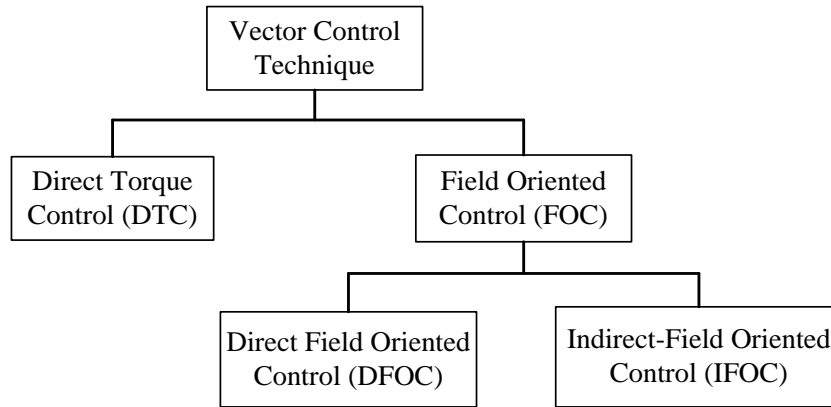 Vector Control
Technique
Direct Torque
Control (DTC)
Field Oriented
Control (FOC)
Direct Field Oriented
Control (DFOC)
Indirect-Field Oriented
Control (IFOC)